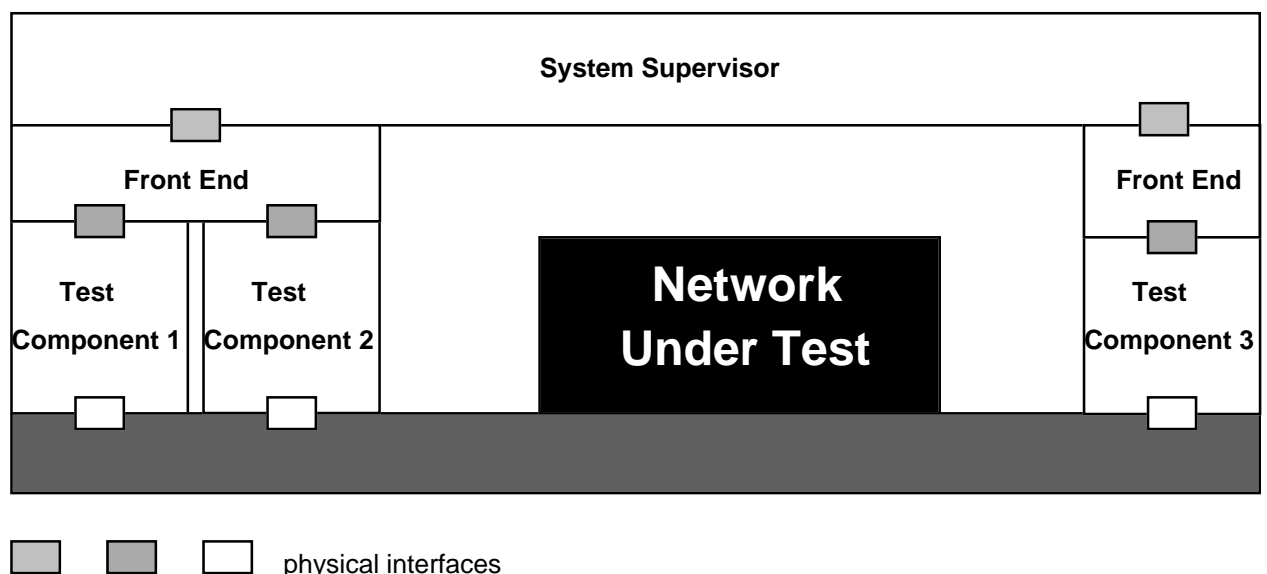 System Supervisor
Front End
Front End
Test
Component 1
Test
Component 2
Network
Under Test
Test
Component 3
physical interfaces